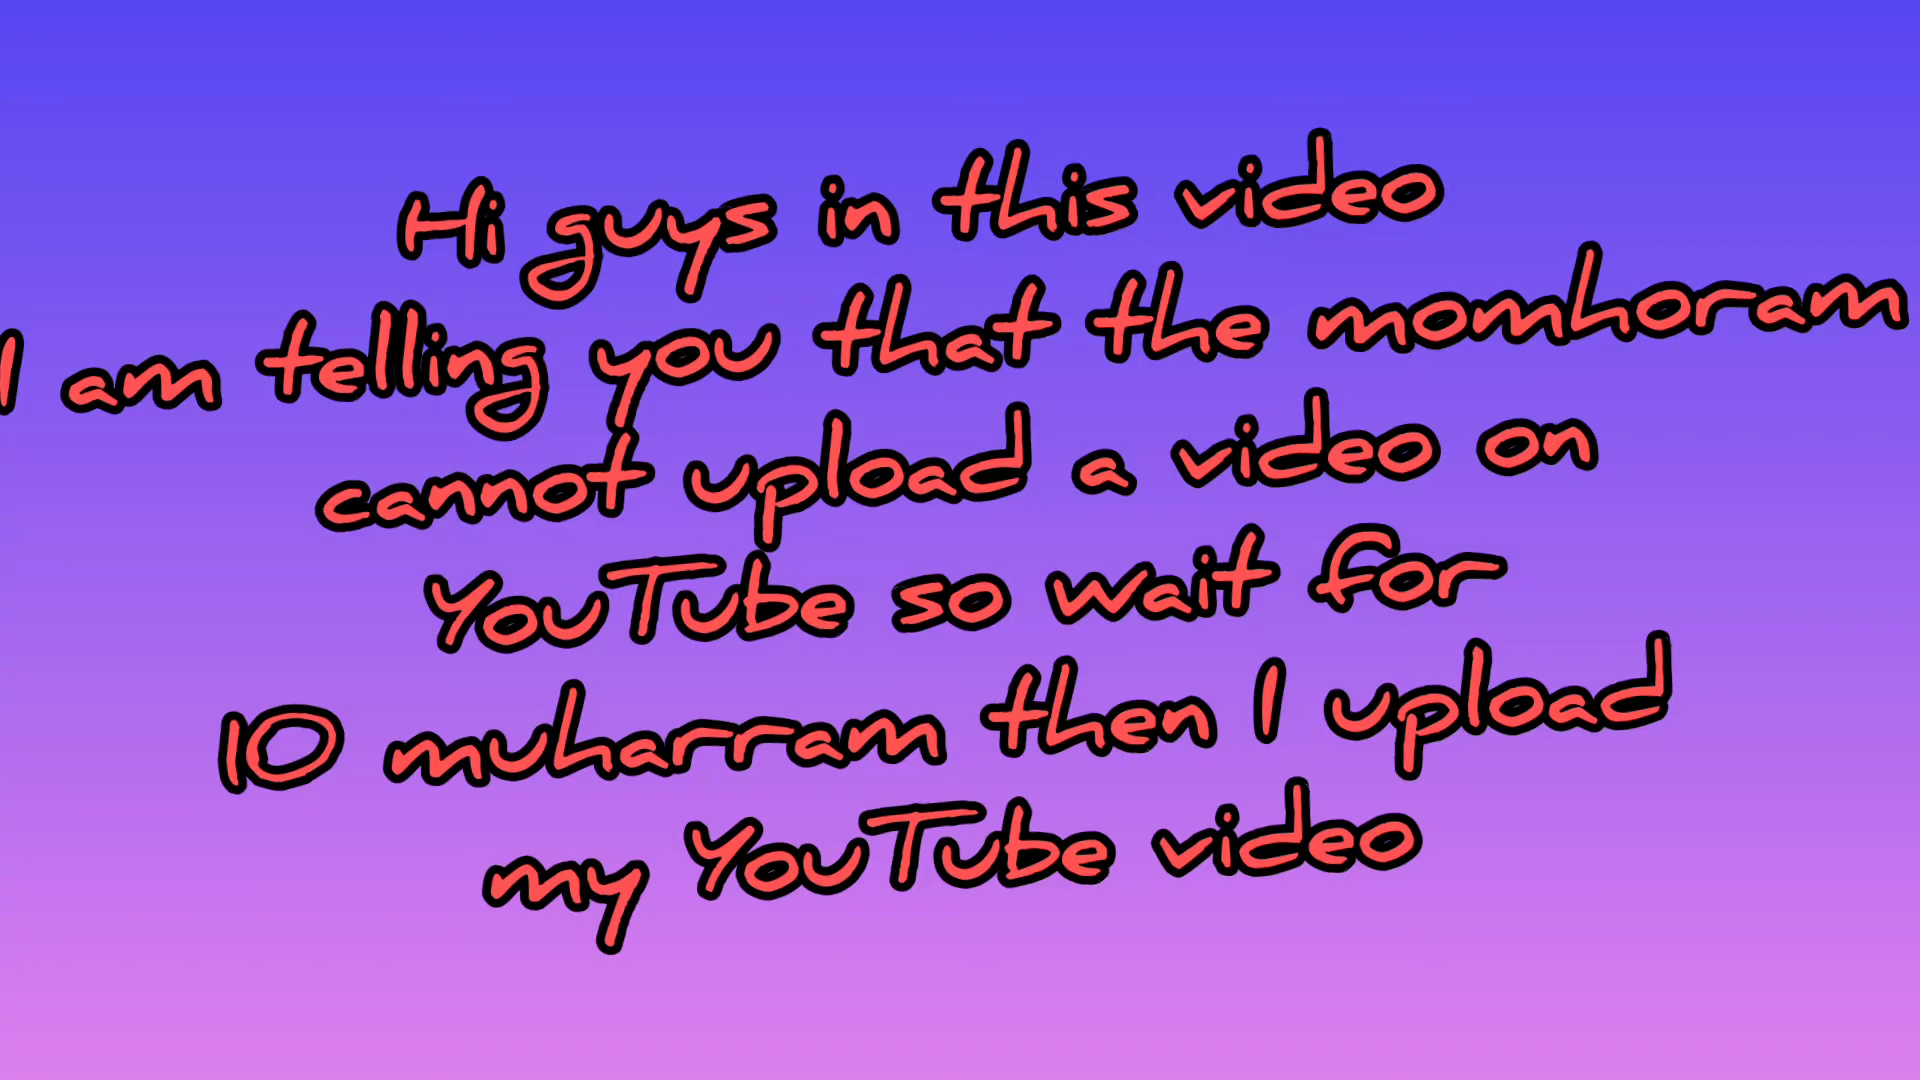 Hi guys in this video
I am telling you that the momhoram
cannot upload a video on
YouTube so wait for
10 muharram then I upload
my YouTube video